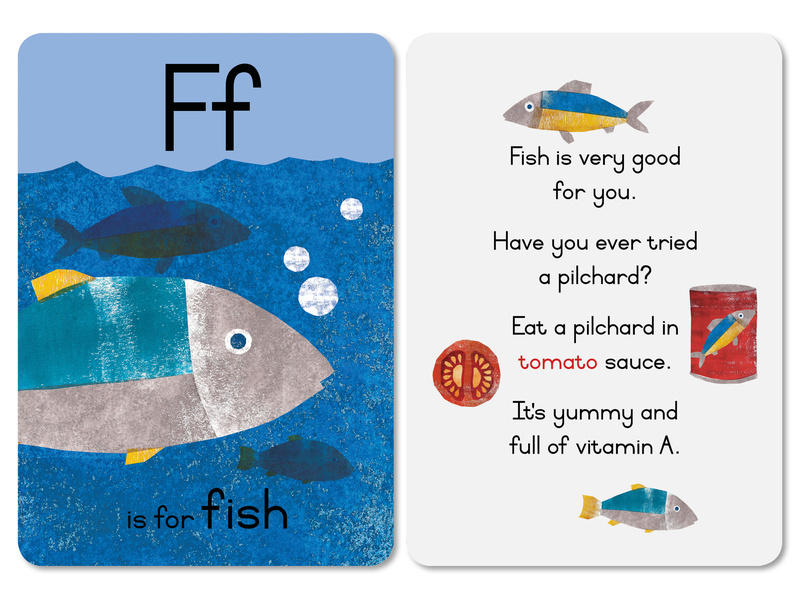 Ff
is for fish
Fish is very good
for you.
Have you ever tried
a pilchard?
Eat a pilchard in
tomato sauce.
It's yummy and
full of vitamin A.